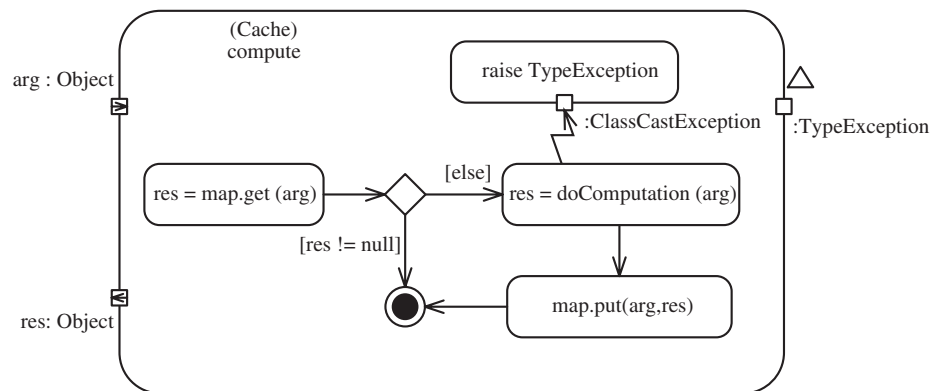 (Cache)
compute
arg : Object
raise TypeException
:ClassCastException
:TypeException
[else]
res = map.get (arg)
res = doComputation (arg)
[res != null]
map.put(arg,res)
res: Object